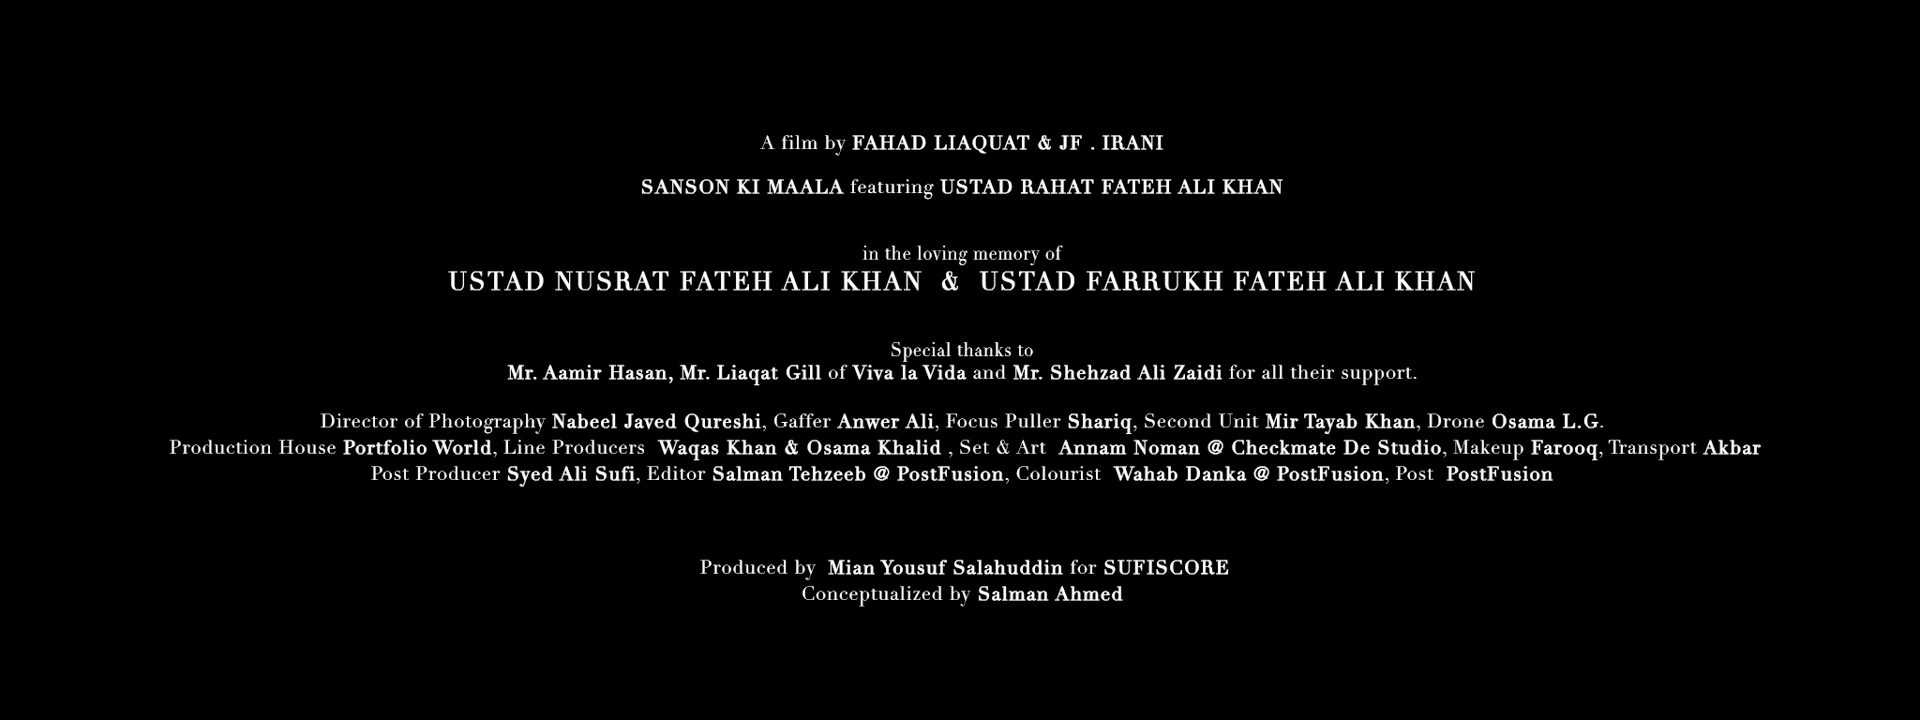 A film by FAHAD LIAQUAT & JF . IRANI
SANSON KI MAALA featuring USTAD RAHAT FATEH ALI KHAN
in the loving memory of
USTAD NUSRAT FATEH ALI KHAN & USTAD FARRUKH FATEH ALI KHAN
Special thanks to
Mr. Aamir Hasan, Mr. Liaqat Gill of Viva la Vida and Mr. Shehzad Ali Zaidi for all their support.
Director of Photography Nabeel Javed Qureshi, Gaffer Anwer Ali, Focus Puller Shariq, Second Unit Mir Tayab Khan, Drone Osama L.G.
Production House Portfolio World, Line Producers Waqas Khan & Osama Khalid , Set & Art Annam Noman @ Checkmate De Studio, Makeup Farooq, Transport Akbar
Post Producer Syed Ali Sufi, Editor Salman Tehzeeb @ PostFusion, Colourist Wahab Danka @ PostFusion, Post PostFusion
Produced by Mian Yousuf Salahuddin for SUFISCORE
Conceptualized by Salman Ahmed